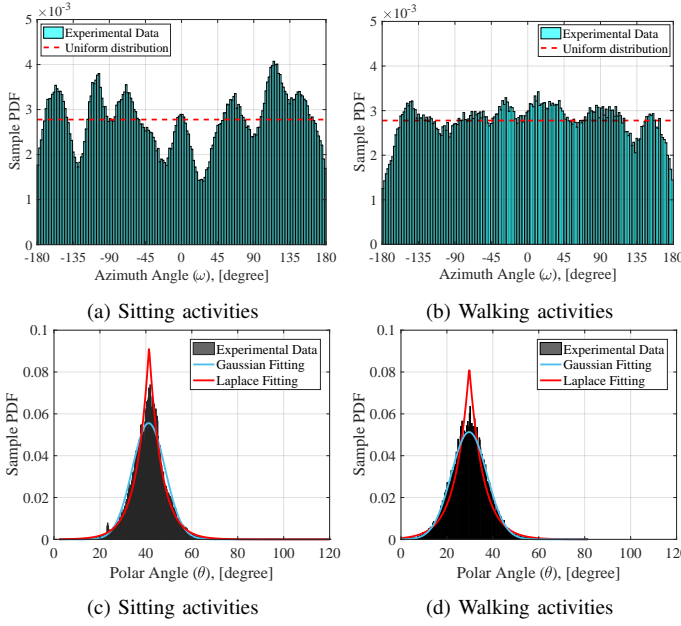 5 ×10^-3
Experimental Data
Uniform distribution
4
3
2
1
0
Sample PDF
-180 -135 -90 -45 0 45 90 135 180
Azimuth Angle (ω), [degree]
(a) Sitting activities
5 ×10^-3
Experimental Data
Uniform distribution
4
3
2
1
0
Sample PDF
-180 -135 -90 -45 0 45 90 135 180
Azimuth Angle (ω), [degree]
(b) Walking activities
0.1
Experimental Data
Gaussian Fitting
Laplace Fitting
0.08
0.06
0.04
0.02
0
Sample PDF
0 20 40 60 80 100 120
Polar Angle (θ), [degree]
(c) Sitting activities
0.1
Experimental Data
Gaussian Fitting
Laplace Fitting
0.08
0.06
0.04
0.02
0
Sample PDF
0 20 40 60 80 100 120
Polar Angle (θ), [degree]
(d) Walking activities